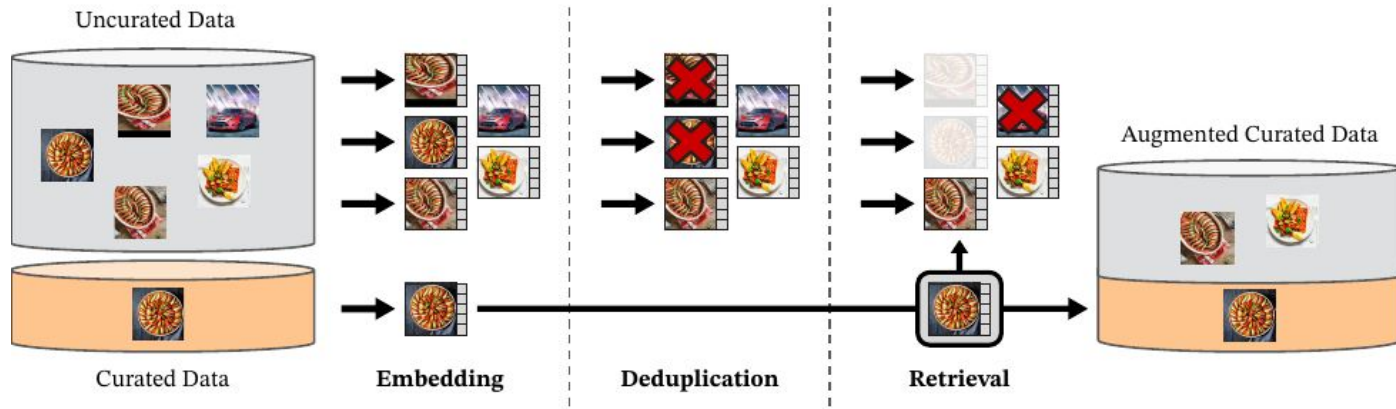 Uncurated Data
Augmented Curated Data
Curated Data
Embedding
Deduplication
Retrieval